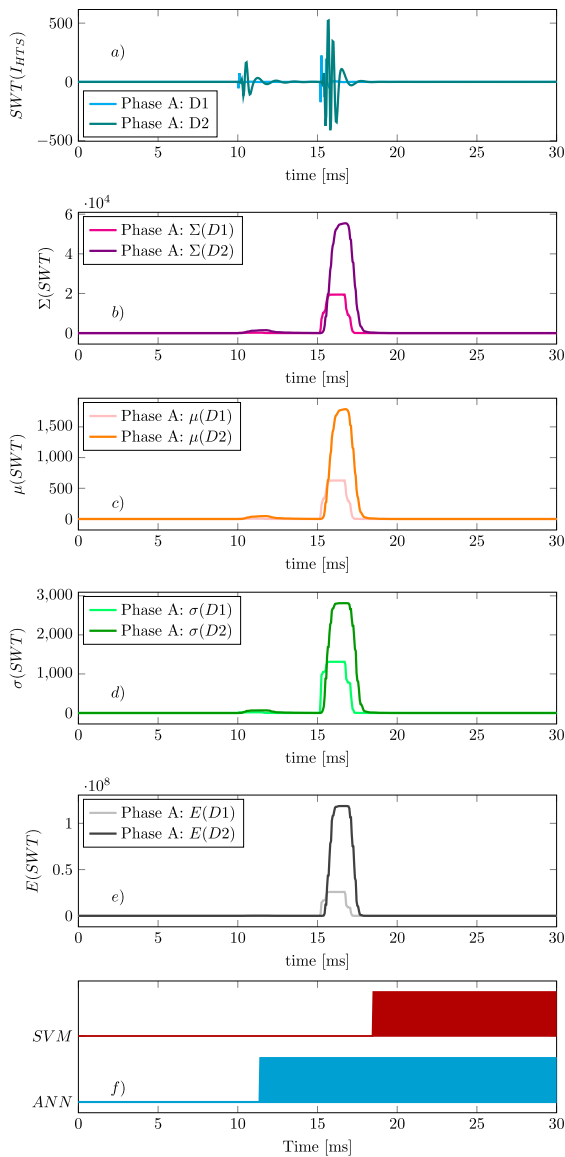 500
0
−500
SWT(I_HTS)
a)
Phase A: D1
Phase A: D2
0 5 10 15 20 25 30
time [ms]
·10^4
6
4
2
0
Σ(SWT)
Phase A: Σ(D1)
Phase A: Σ(D2)
b)
0 5 10 15 20 25 30
time [ms]
1,500
1,000
500
0
μ(SWT)
Phase A: μ(D1)
Phase A: μ(D2)
c)
0 5 10 15 20 25 30
time [ms]
3,000
2,000
1,000
0
σ(SWT)
Phase A: σ(D1)
Phase A: σ(D2)
d)
0 5 10 15 20 25 30
time [ms]
·10^8
1
0.5
0
E(SWT)
Phase A: E(D1)
Phase A: E(D2)
e)
0 5 10 15 20 25 30
time [ms]
SVM
ANN
f)
0 5 10 15 20 25 30
Time [ms]